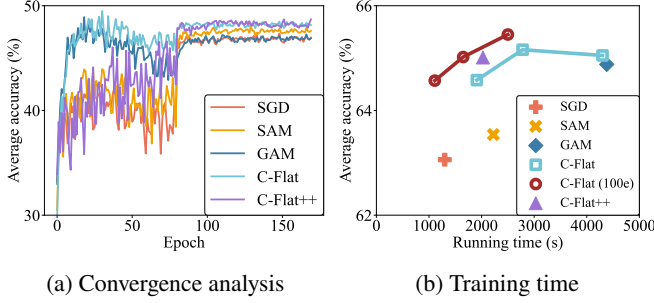 50
40
30
0
50
100
150
Average accuracy (%)
Epoch
SGD
SAM
GAM
C-Flat
C-Flat++
(a) Convergence analysis
66
64
62
0
1000
2000
3000
4000
5000
Average accuracy (%)
Running time (s)
SGD
SAM
GAM
C-Flat
C-Flat (100e)
C-Flat++
(b) Training time